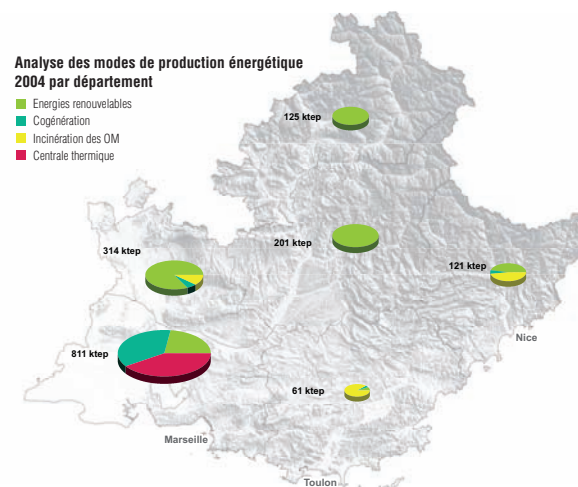 Analyse des modes de production énergétique
2004 par département
Energies renouvelables
Cogénération
Incinération des OM
Centrale thermique
125 ktep
201 ktep
314 ktep
121 ktep
Nice
811 ktep
61 ktep
Marseille
Toulon